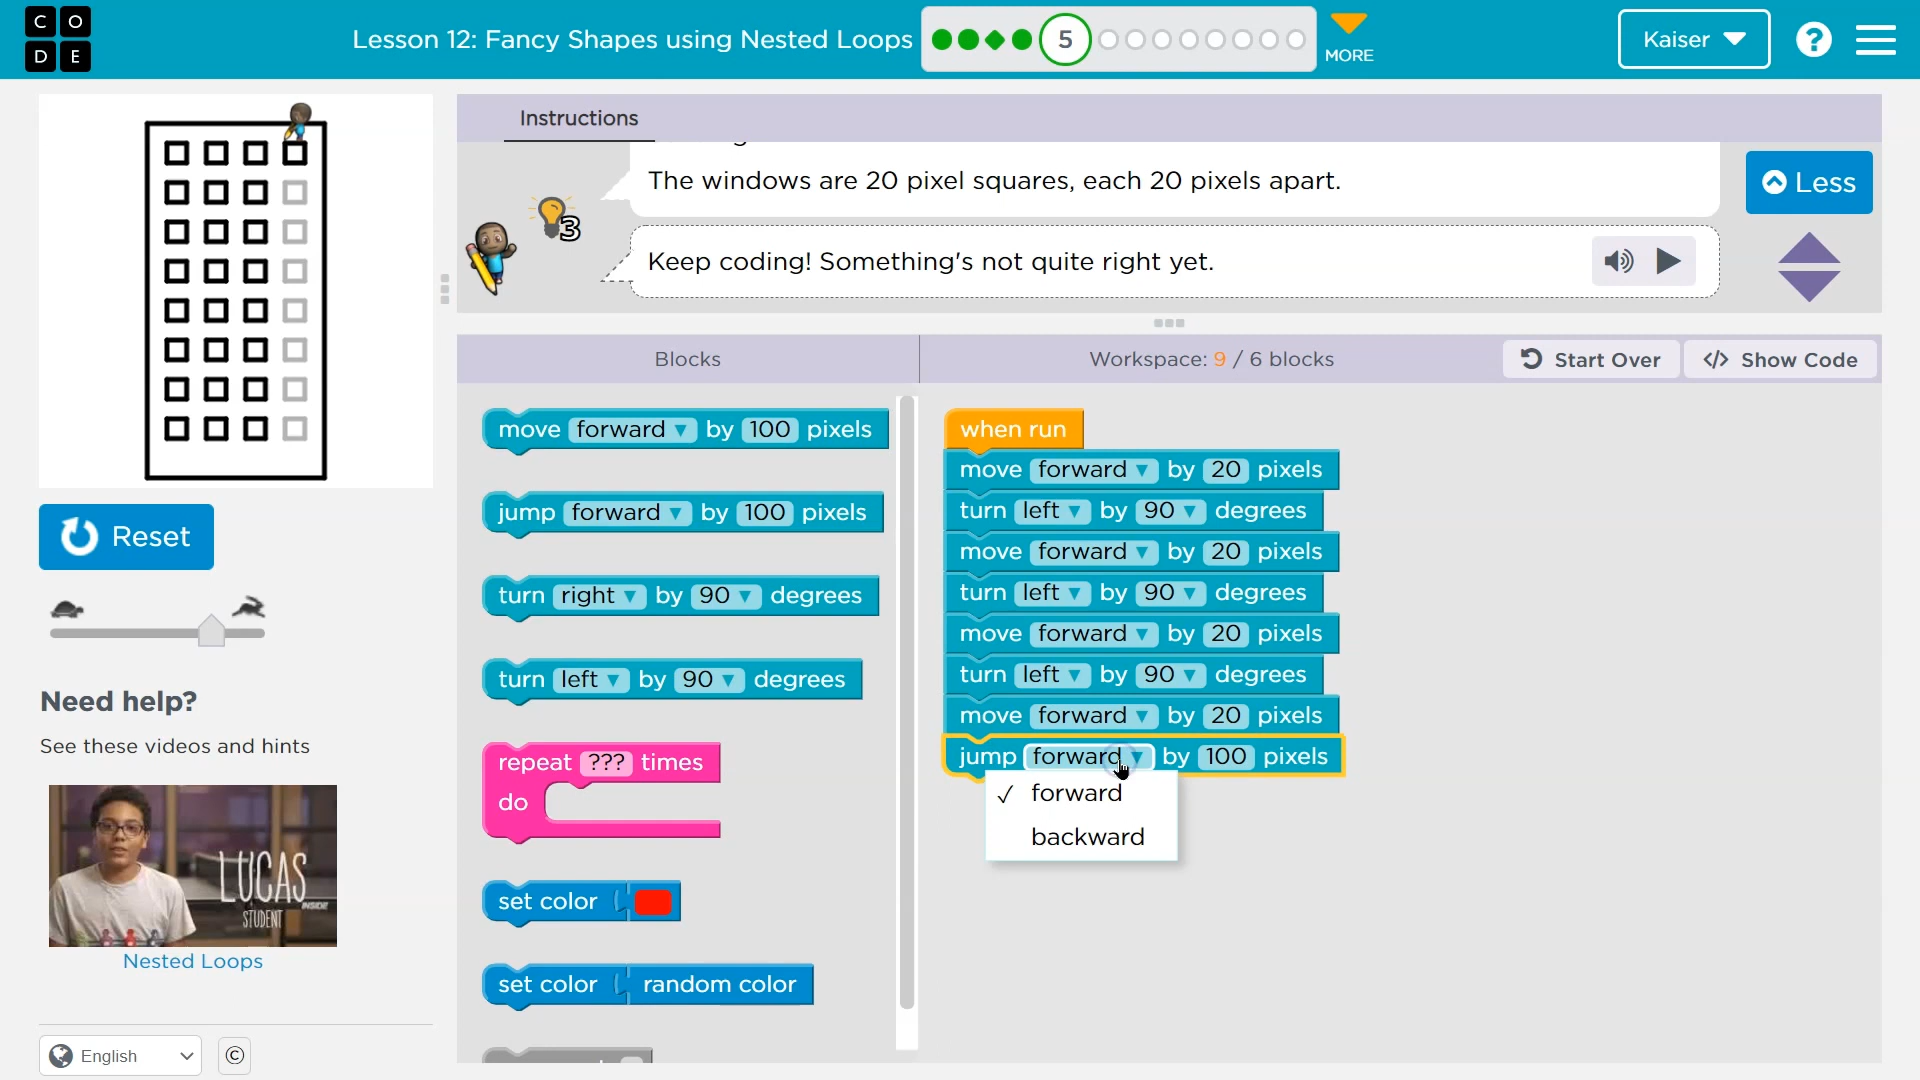 C O
D E
Lesson 12: Fancy Shapes using Nested Loops
5
MORE
Kaiser
?
Instructions
The windows are 20 pixel squares, each 20 pixels apart.
Less
3
Keep coding! Something's not quite right yet.
Blocks
Workspace: 9 / 6 blocks
Start Over
</> Show Code
move forward by 100 pixels
jump forward by 100 pixels
turn right by 90 degrees
turn left by 90 degrees
repeat ??? times
do
set color
set color random color
when run
move forward by 20 pixels
turn left by 90 degrees
move forward by 20 pixels
turn left by 90 degrees
move forward by 20 pixels
turn left by 90 degrees
move forward by 20 pixels
jump forward by 100 pixels
✓ forward
backward
Reset
Need help?
See these videos and hints
LUCAS
STUDENT
INSIDE
Nested Loops
English
©